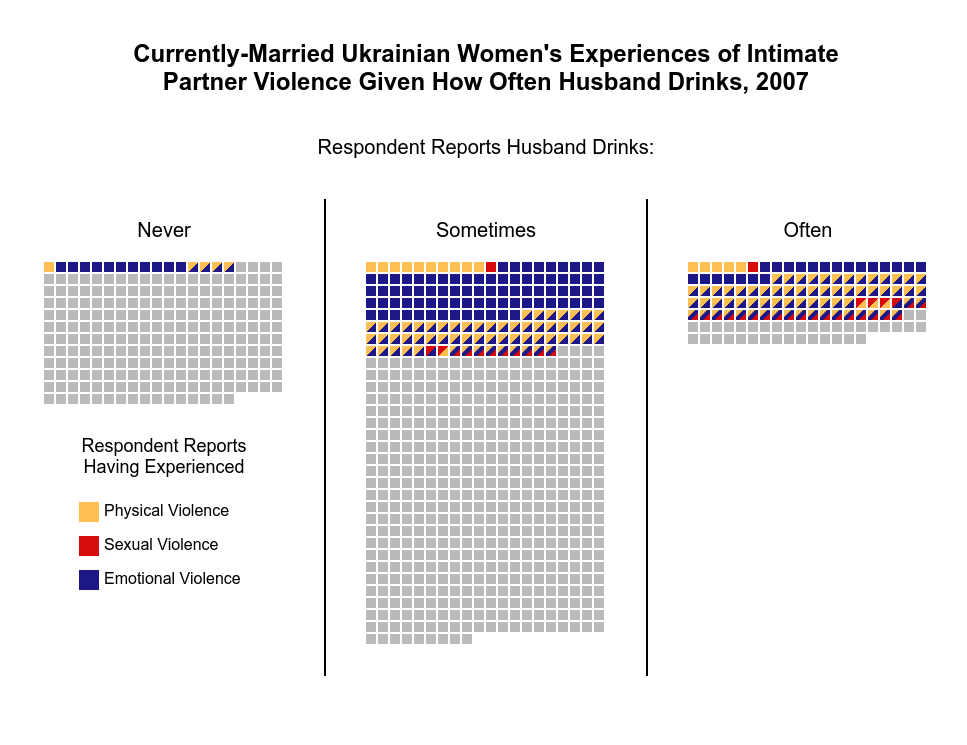 Currently-Married Ukrainian Women's Experiences of Intimate
Partner Violence Given How Often Husband Drinks, 2007
Respondent Reports Husband Drinks:
Never
Sometimes
Often
Respondent Reports
Having Experienced
Physical Violence
Sexual Violence
Emotional Violence